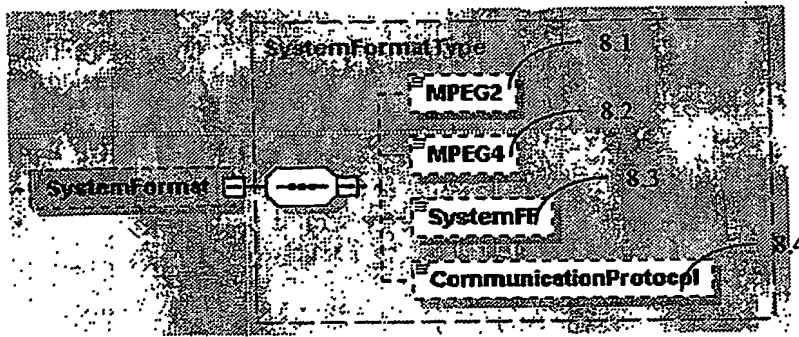 SystemFormatType
8.1
MPEG2
8.2
MPEG4
8.3
SystemFormat
SystemFF
8.4
CommunicationProtocol